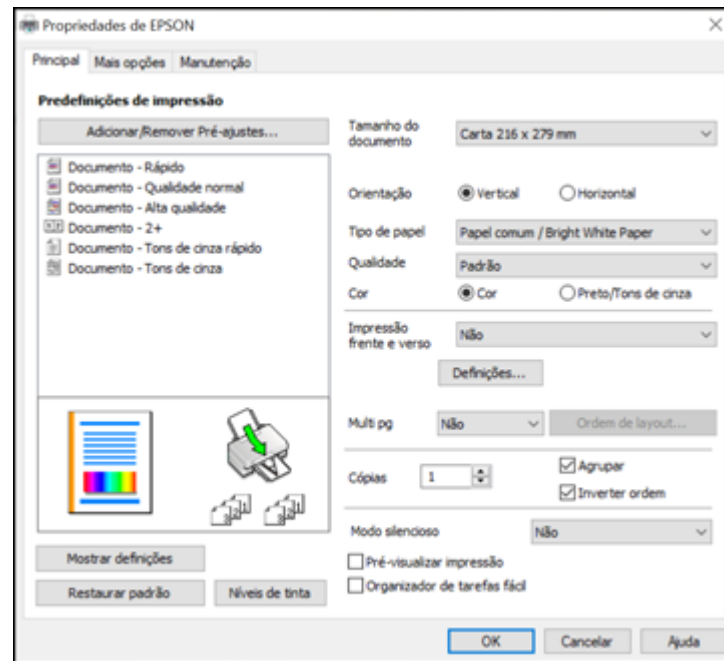 Propriedades de EPSON
Principal Mais opções Manutenção
Predefinições de impressão
Adicionar/Remover Pré-ajustes...
Documento - Rápido
Documento - Qualidade normal
Documento - Alta qualidade
Documento - 2+
Documento - Tons de cinza rápido
Documento - Tons de cinza
Mostrar definições
Restaurar padrão Níveis de tinta
Tamanho do
documento
Carta 216 x 279 mm
Orientação Vertical Horizontal
Tipo de papel Papel comum / Bright White Paper
Qualidade Padrão
Cor Cor Preto/Tons de cinza
Impressão
frente e verso
Não
Definições...
Multi pg Não Ordem de layout...
Cópias 1 Agrupar
Inverter ordem
Modo silencioso Não
Pré-visualizar impressão
Organizador de tarefas fácil
OK Cancelar Ajuda